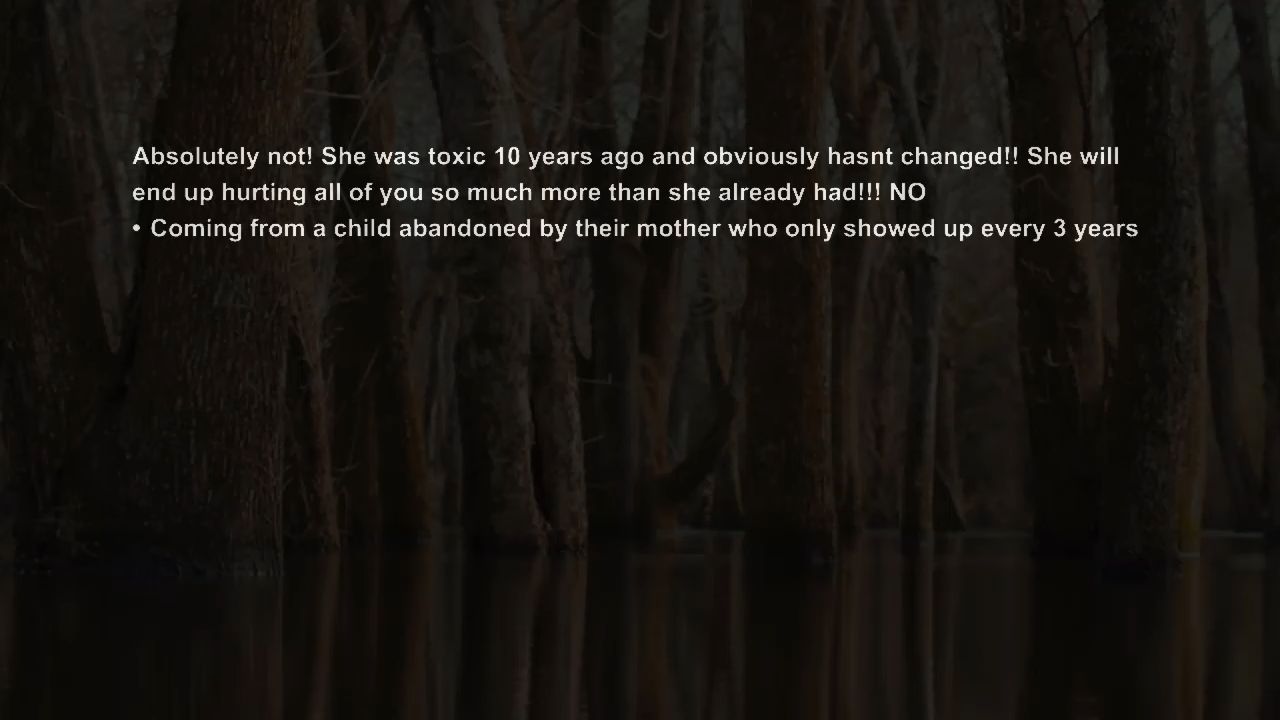 Absolutely not! She was toxic 10 years ago and obviously hasnt changed!! She will
end up hurting all of you so much more than she already had!!! NO
• Coming from a child abandoned by their mother who only showed up every 3 years